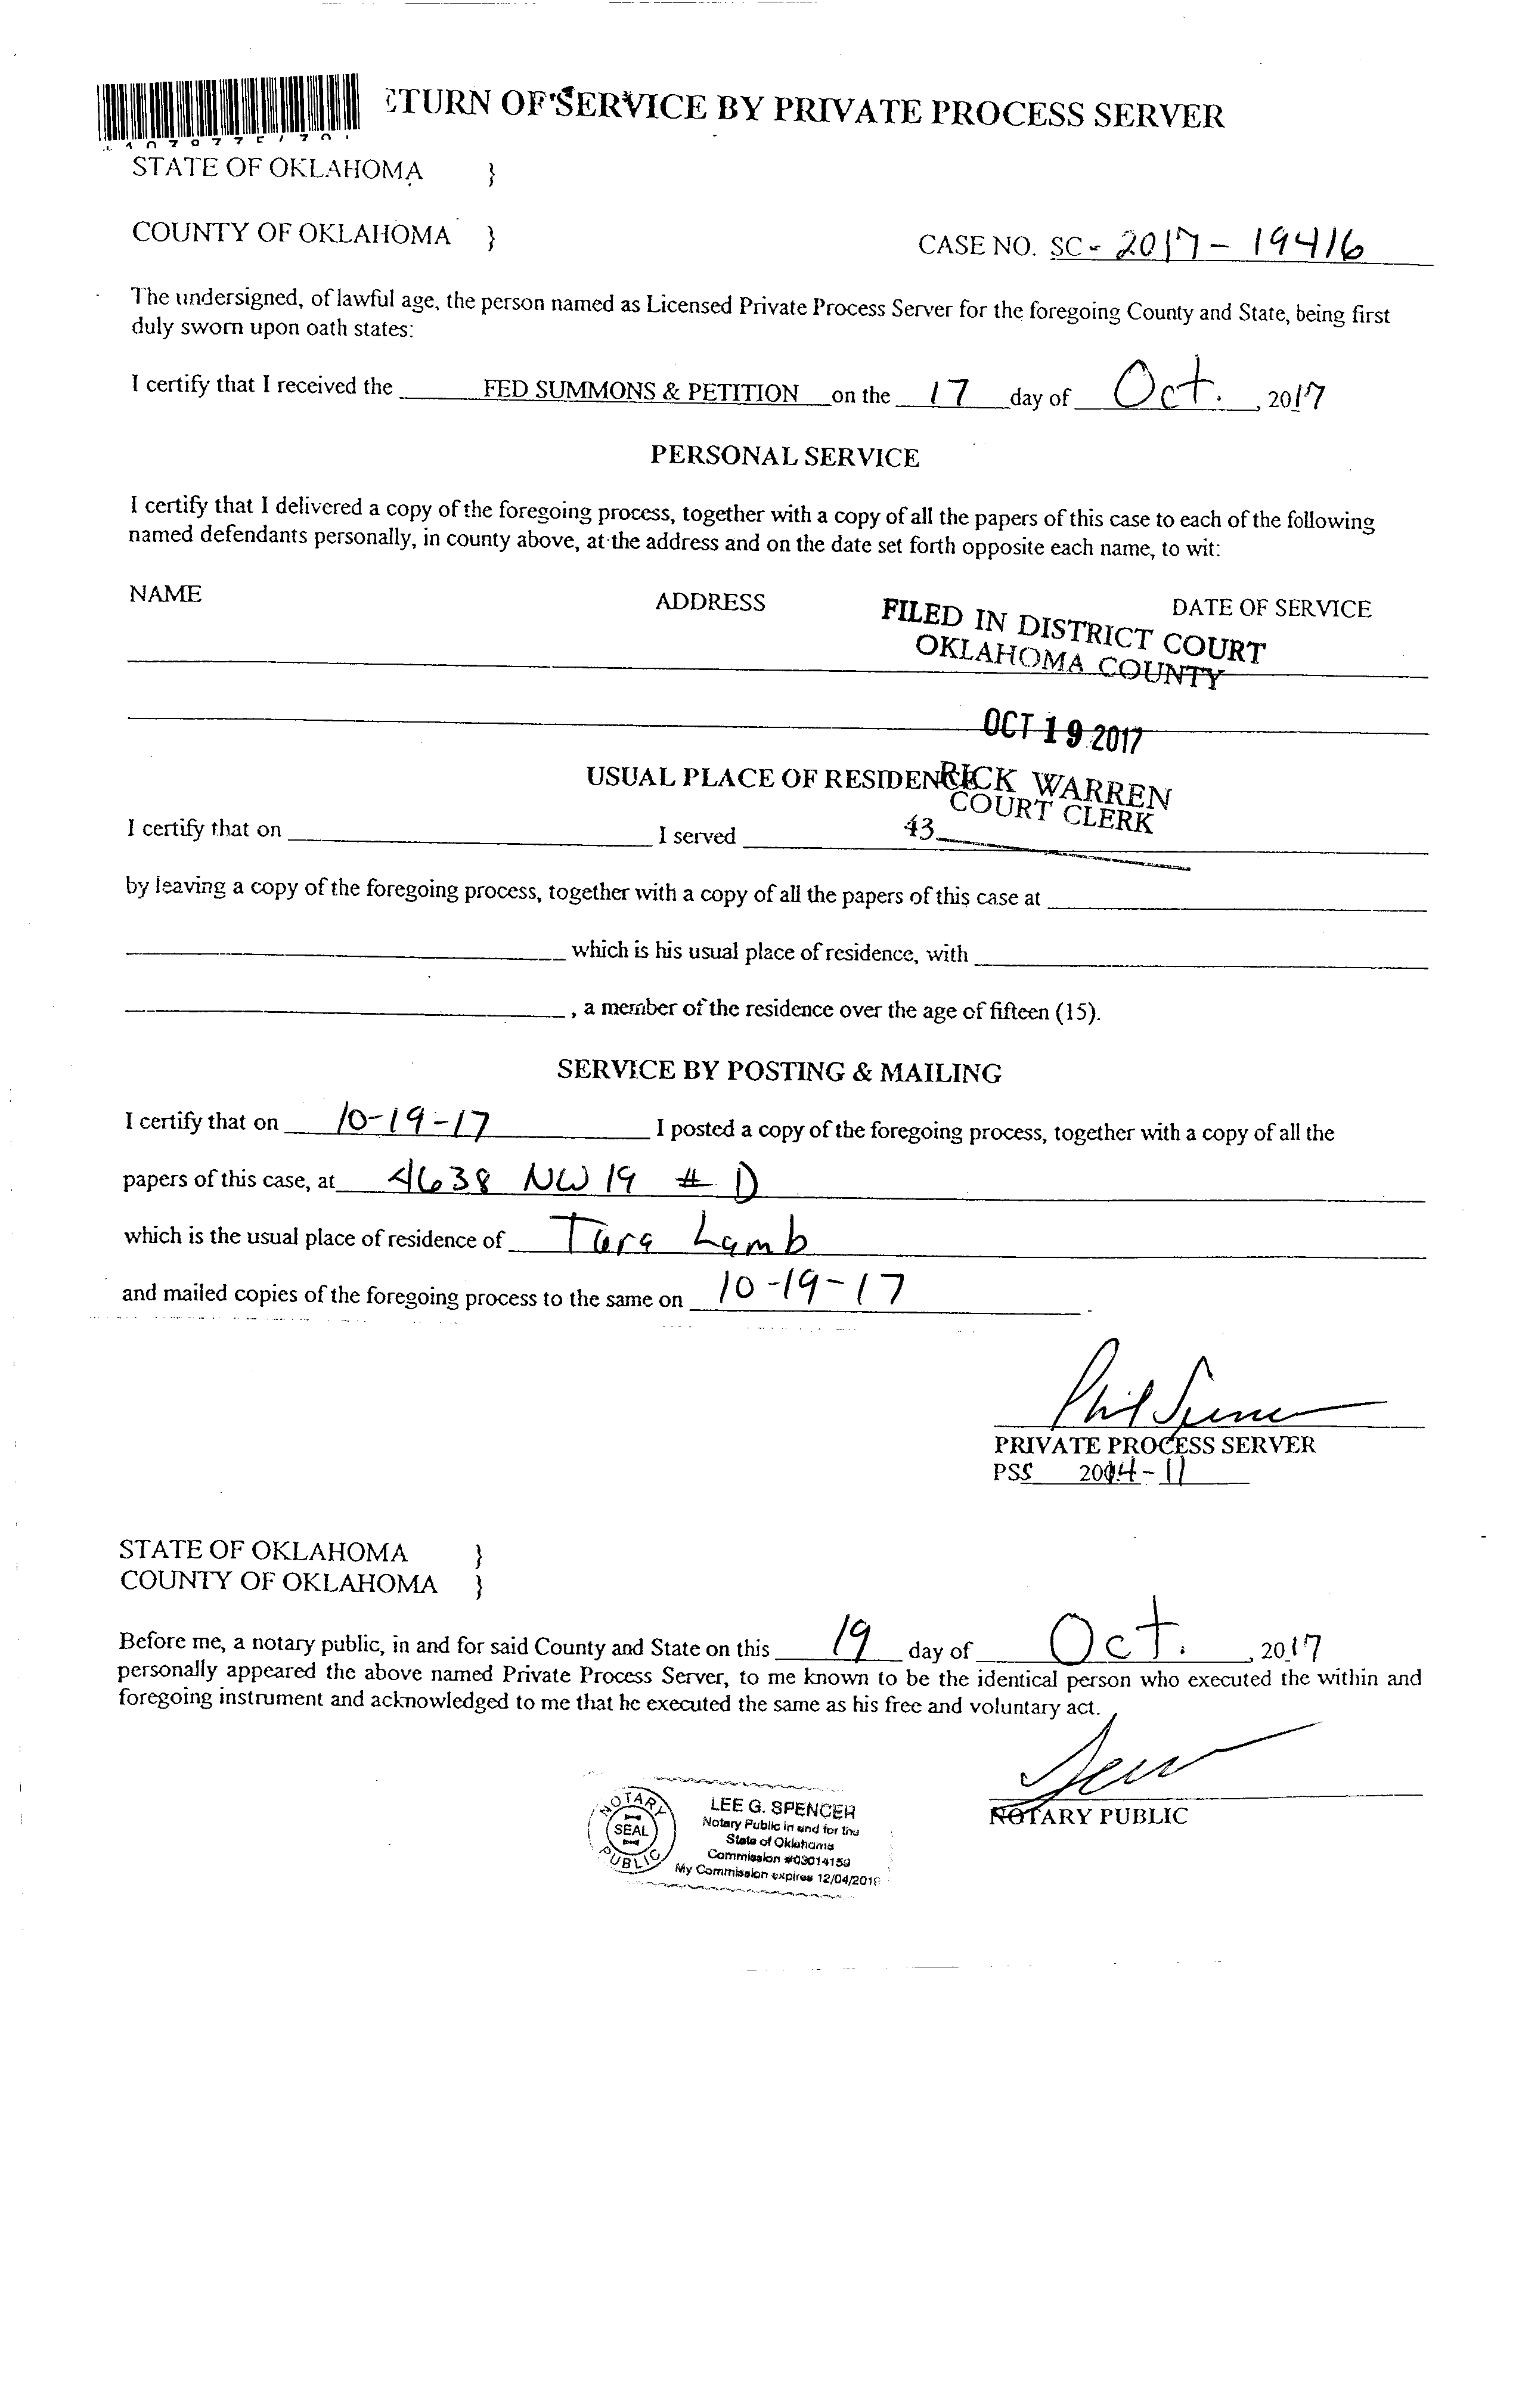 TURN OF SERVICE BY PRIVATE PROCESS SERVER
STATE OF OKLAHOMA }
COUNTY OF OKLAHOMA }
CASE NO. SC - 2017 - 19416
The undersigned, of lawful age, the person named as Licensed Private Process Server for the foregoing County and State, being first
duly sworn upon oath states:
I certify that I received the FED SUMMONS & PETITION on the 17 day of Oct. , 2017
PERSONAL SERVICE
I certify that I delivered a copy of the foregoing process, together with a copy of all the papers of this case to each of the following
named defendants personally, in county above, at the address and on the date set forth opposite each name, to wit:
NAME ADDRESS DATE OF SERVICE
FILED IN DISTRICT COURT
OKLAHOMA COUNTY
OCT 19 2017
USUAL PLACE OF RESIDENCE
RICK WARREN
COURT CLERK
43
I certify that on I served
by leaving a copy of the foregoing process, together with a copy of all the papers of this case at
which is his usual place of residence, with
, a member of the residence over the age of fifteen (15).
SERVICE BY POSTING & MAILING
I certify that on 10-19-17 I posted a copy of the foregoing process, together with a copy of all the
papers of this case, at 4638 NW 19 # D
which is the usual place of residence of Tara Lamb
and mailed copies of the foregoing process to the same on 10-19-17
Phil Spencer
PRIVATE PROCESS SERVER
PSS 2014-11
STATE OF OKLAHOMA }
COUNTY OF OKLAHOMA }
Before me, a notary public, in and for said County and State on this 19 day of Oct. , 2017
personally appeared the above named Private Process Server, to me known to be the identical person who executed the within and
foregoing instrument and acknowledged to me that he executed the same as his free and voluntary act.
NOTARY PUBLIC
NOTARY
SEAL
PUBLIC
LEE G. SPENCER
Notary Public in and for the
State of Oklahoma
Commission #03014159
My Commission expires 12/04/201